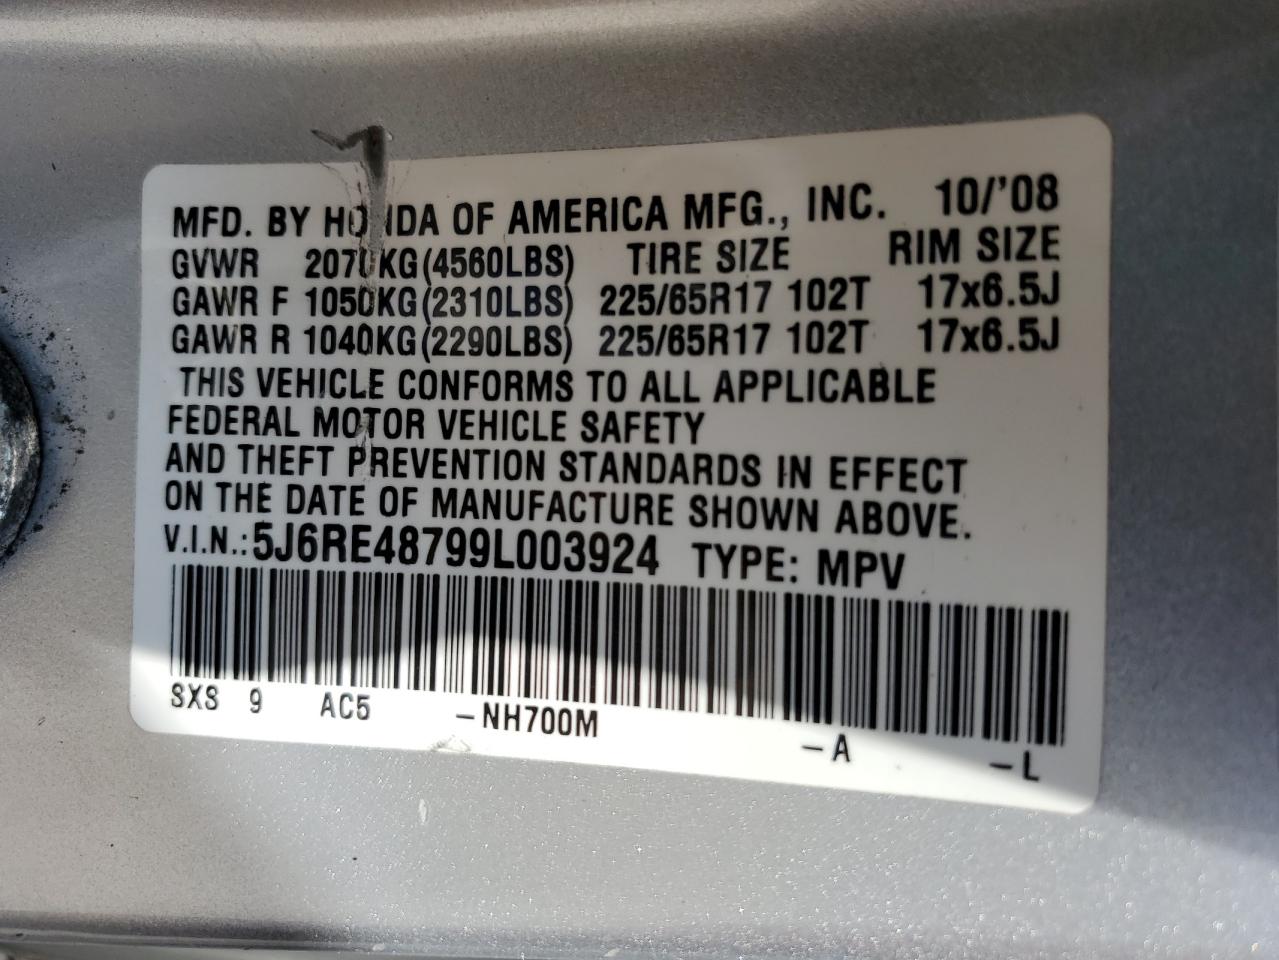 MFD. BY HONDA OF AMERICA MFG., INC. 10/'08
GVWR 2070KG(4560LBS) TIRE SIZE RIM SIZE
GAWR F 1050KG(2310LBS) 225/65R17 102T 17x6.5J
GAWR R 1040KG(2290LBS) 225/65R17 102T 17x6.5J
THIS VEHICLE CONFORMS TO ALL APPLICABLE
FEDERAL MOTOR VEHICLE SAFETY
AND THEFT PREVENTION STANDARDS IN EFFECT
ON THE DATE OF MANUFACTURE SHOWN ABOVE.
V.I.N.:5J6RE48799L003924 TYPE: MPV
SXS 9 AC5 -NH700M -A -L